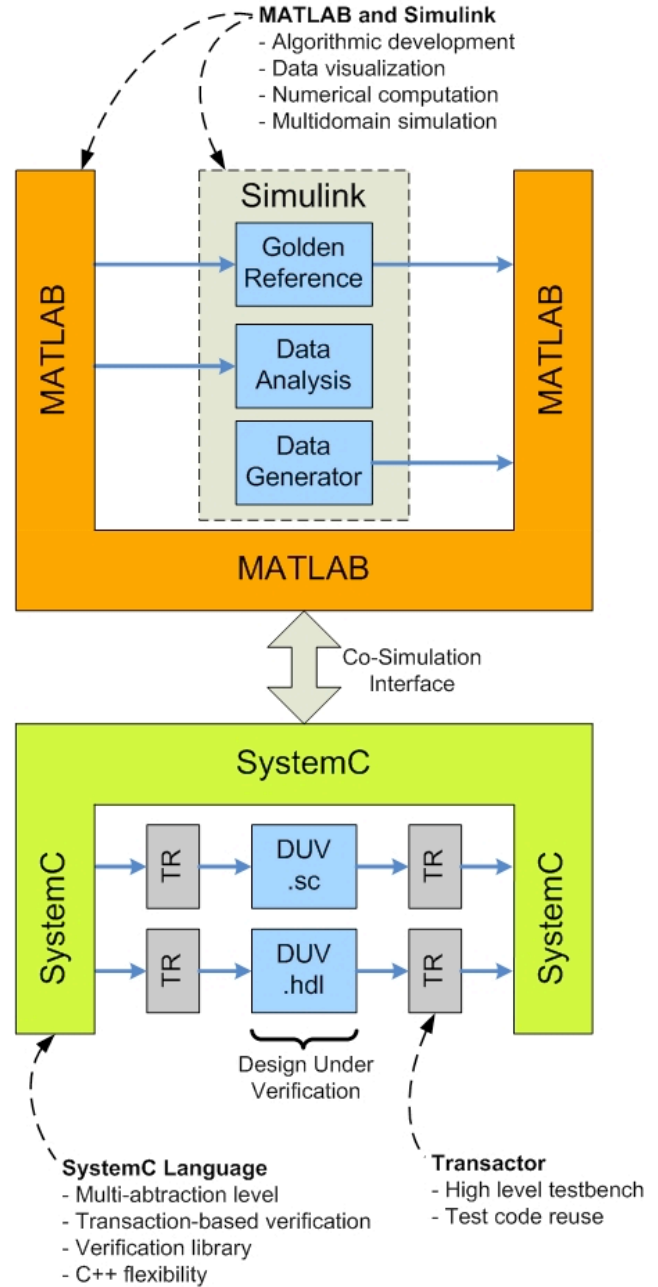 MATLAB and Simulink
- Algorithmic development
- Data visualization
- Numerical computation
- Multidomain simulation
Simulink
MATLAB
Golden
Reference
Data
Analysis
Data
Generator
MATLAB
MATLAB
Co-Simulation
Interface
SystemC
SystemC
TR
DUV
.sc
TR
TR
DUV
.hdl
TR
SystemC
Design Under
Verification
SystemC Language
- Multi-abtraction level
- Transaction-based verification
- Verification library
- C++ flexibility
Transactor
- High level testbench
- Test code reuse